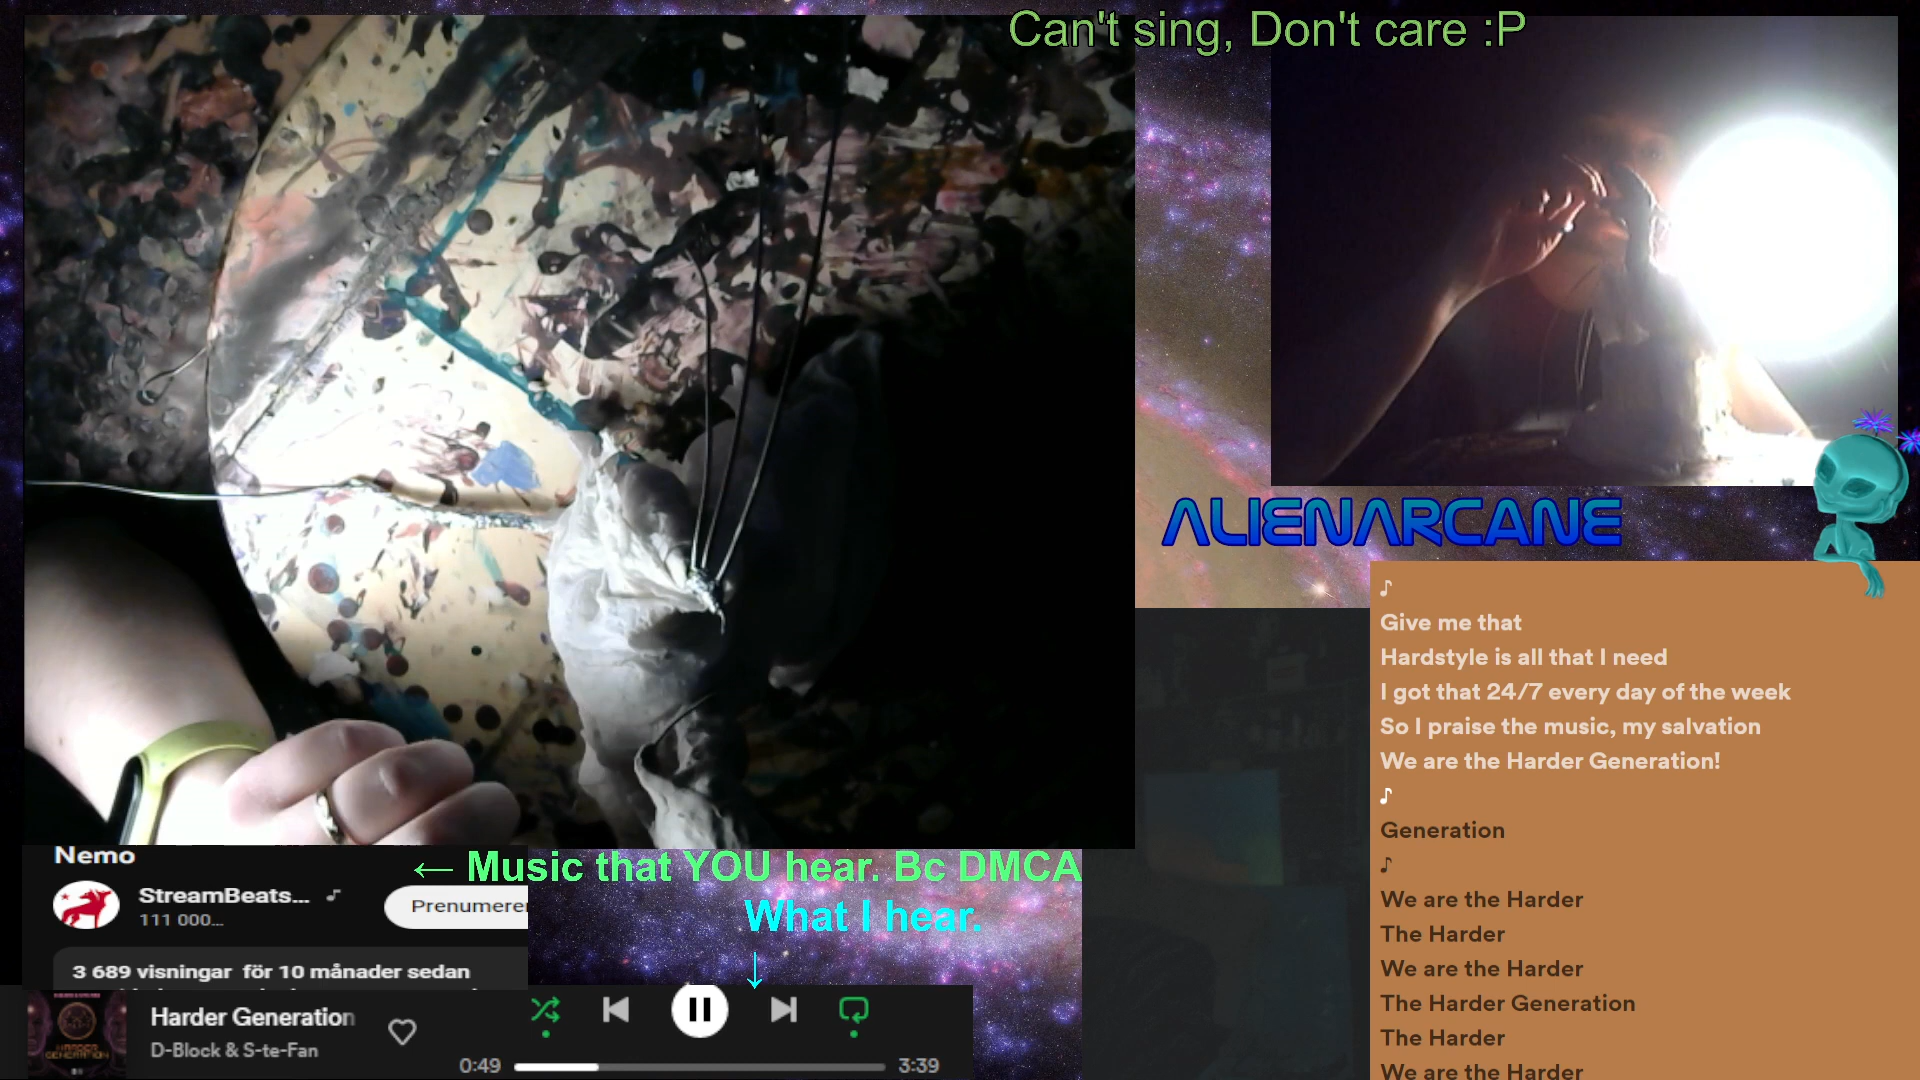 Can't sing, Don't care :P
ALIENARCANE
♪
Give me that
Hardstyle is all that I need
I got that 24/7 every day of the week
So I praise the music, my salvation
We are the Harder Generation!
♪
Generation
♪
We are the Harder
The Harder
We are the Harder
The Harder Generation
The Harder
We are the Harder
Nemo
← Music that YOU hear. Bc DMCA
StreamBeats... ♪
111 000...
Prenumerer
What I hear.
↓
3 689 visningar för 10 månader sedan
Harder Generation
D-Block & S-te-Fan
0:49
3:39